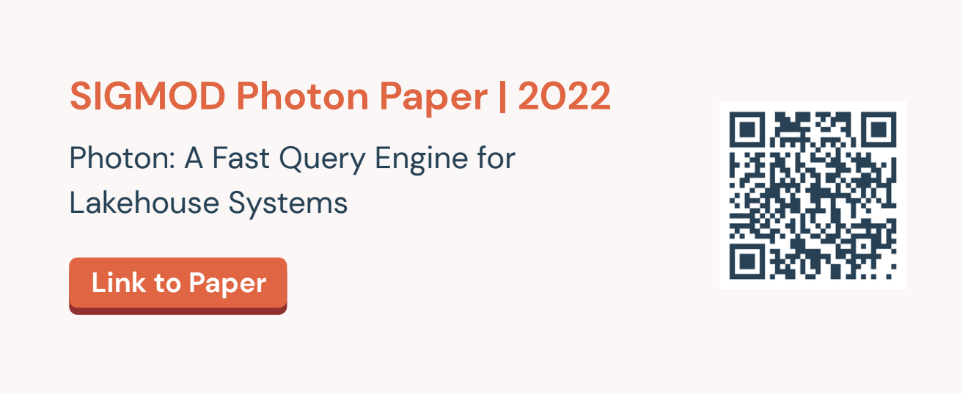 SIGMOD Photon Paper | 2022
Photon: A Fast Query Engine for
Lakehouse Systems
Link to Paper